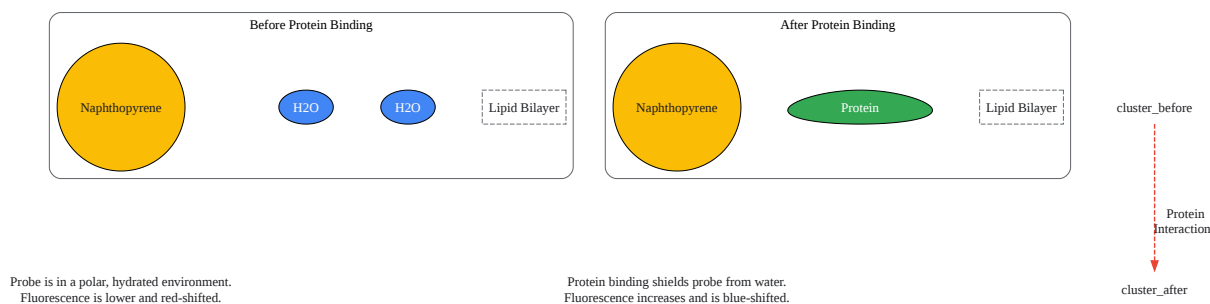 Before Protein Binding
Naphthopyrene
H2O
H2O
Lipid Bilayer
After Protein Binding
Naphthopyrene
Protein
Lipid Bilayer
cluster_before
Protein
Interaction
cluster_after
Probe is in a polar, hydrated environment.
Fluorescence is lower and red-shifted.
Protein binding shields probe from water.
Fluorescence increases and is blue-shifted.